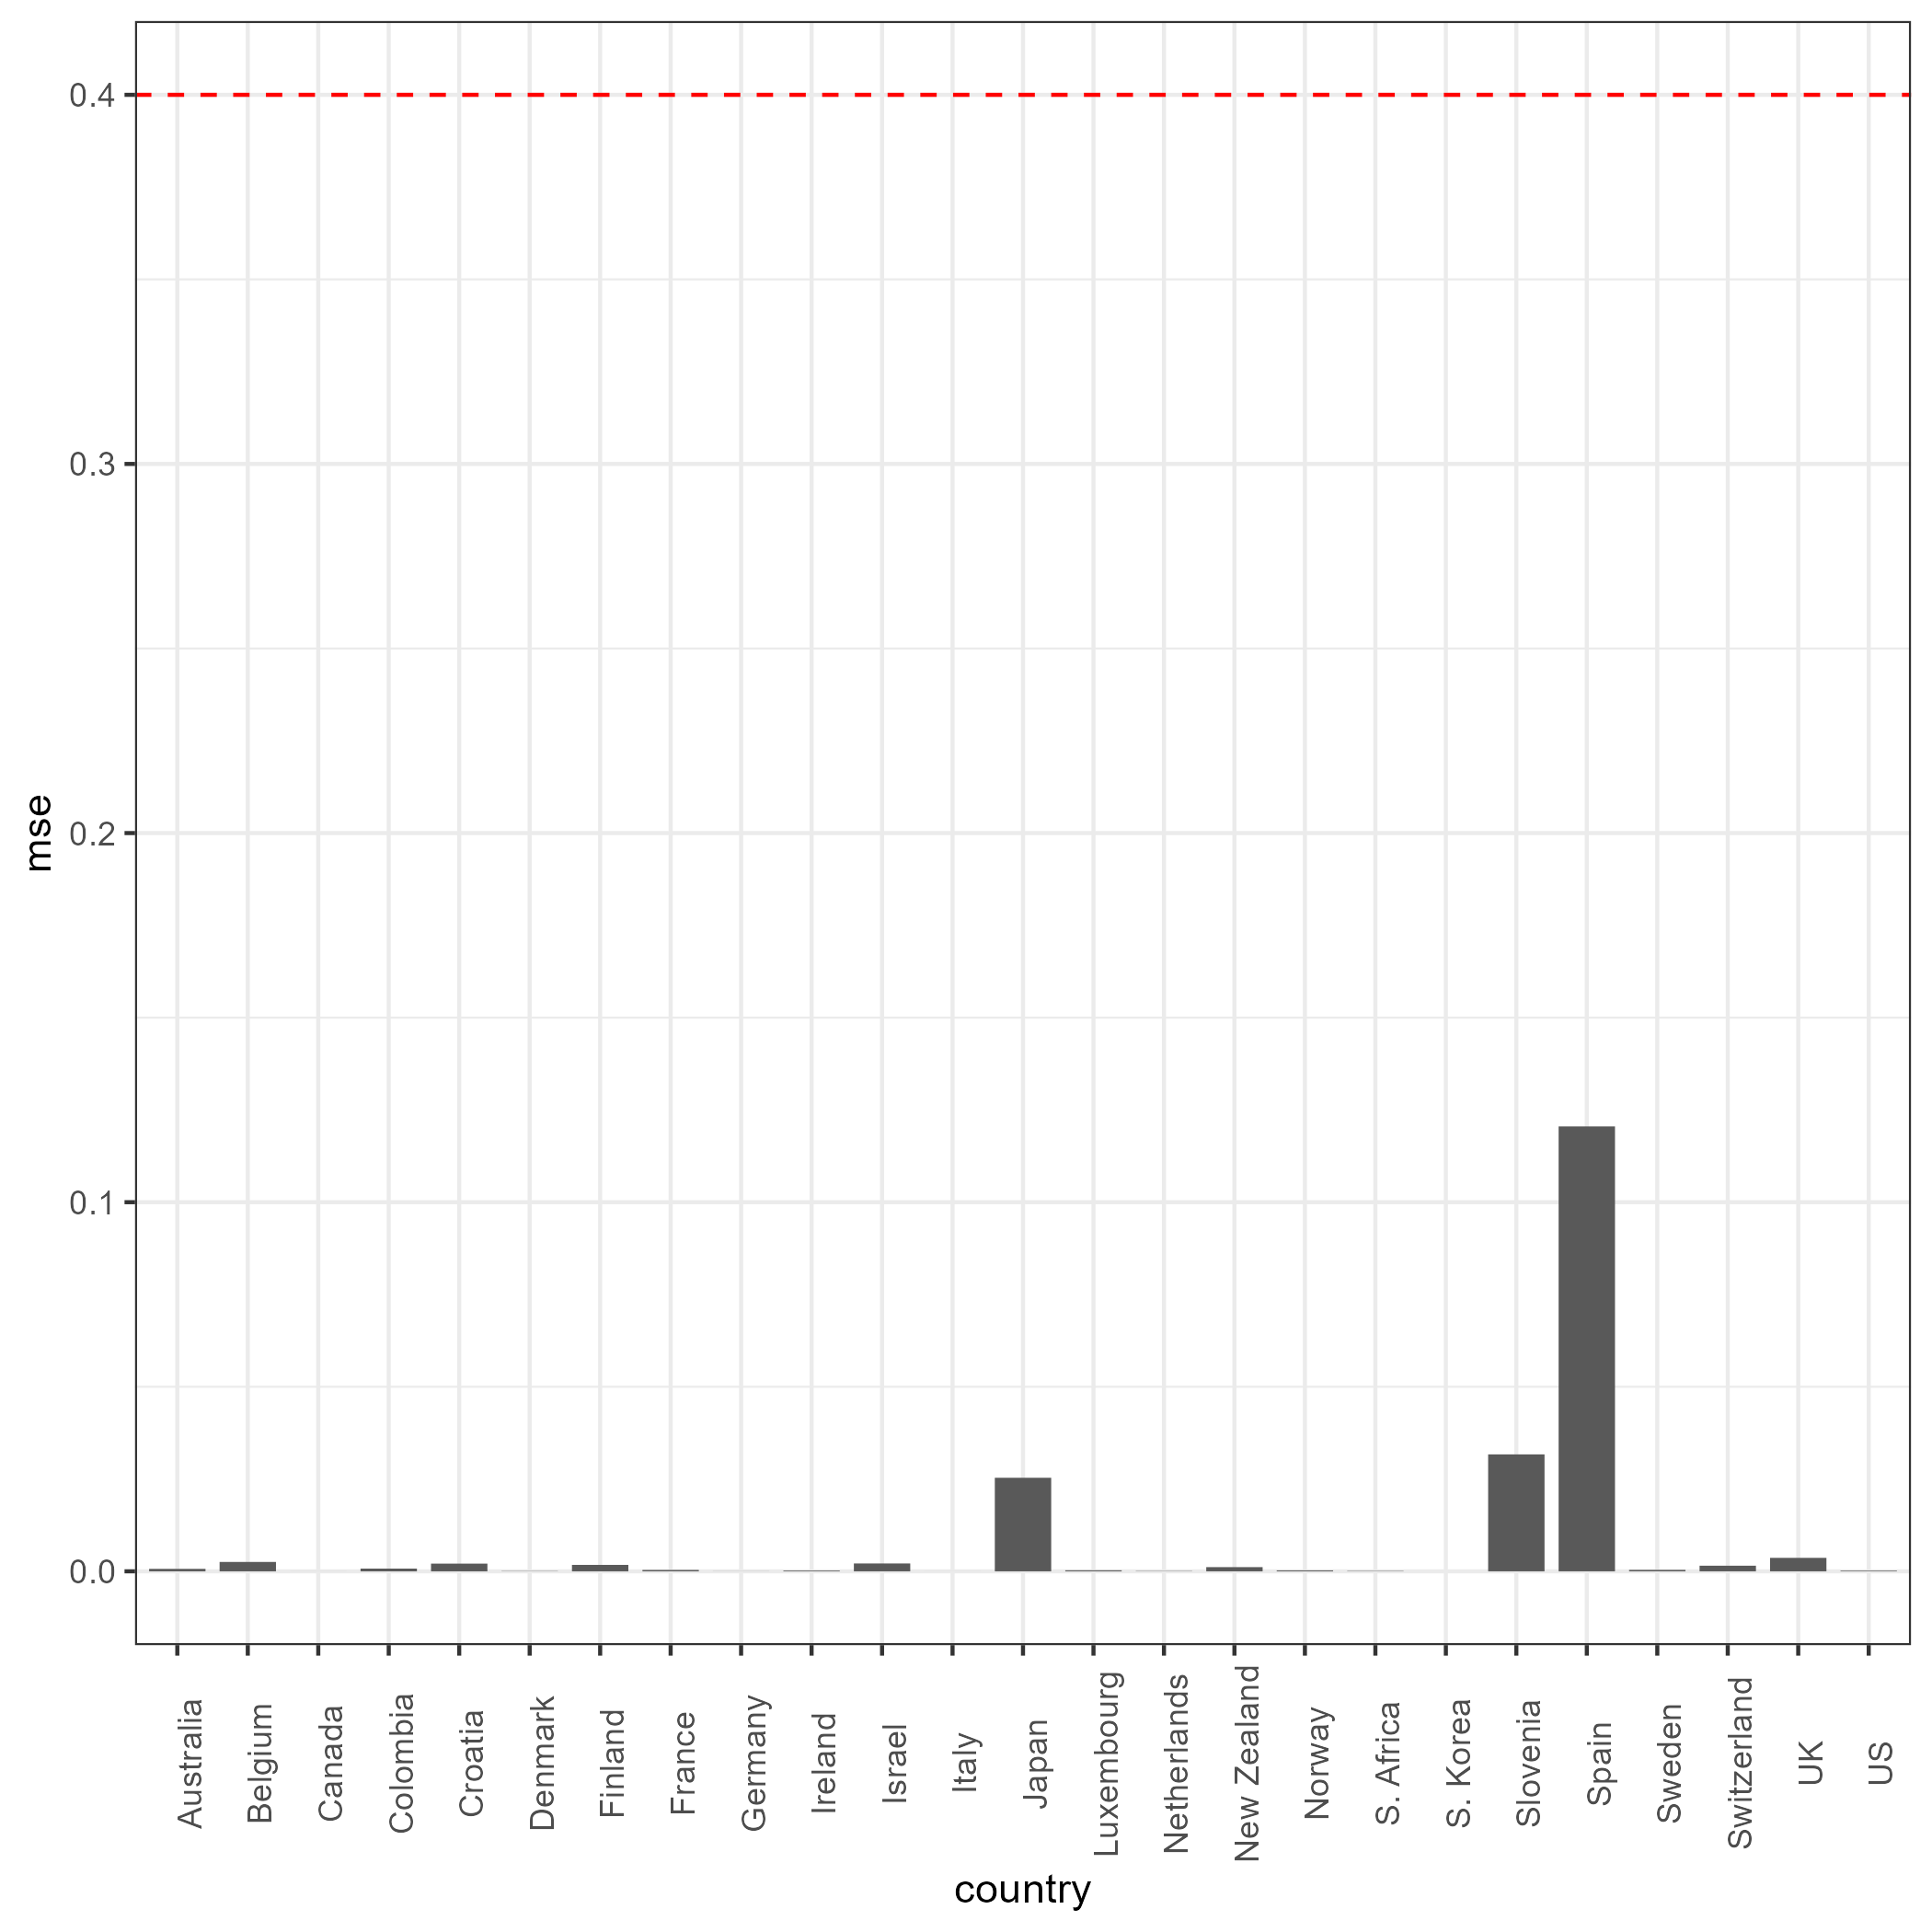 mse
0.4
0.3
0.2
0.1
0.0
Australia
Belgium
Canada
Colombia
Croatia
Denmark
Finland
France
Germany
Ireland
Israel
Italy
Japan
Luxembourg
Netherlands
New Zealand
Norway
S. Africa
S. Korea
Slovenia
Spain
Sweden
Switzerland
UK
US
country